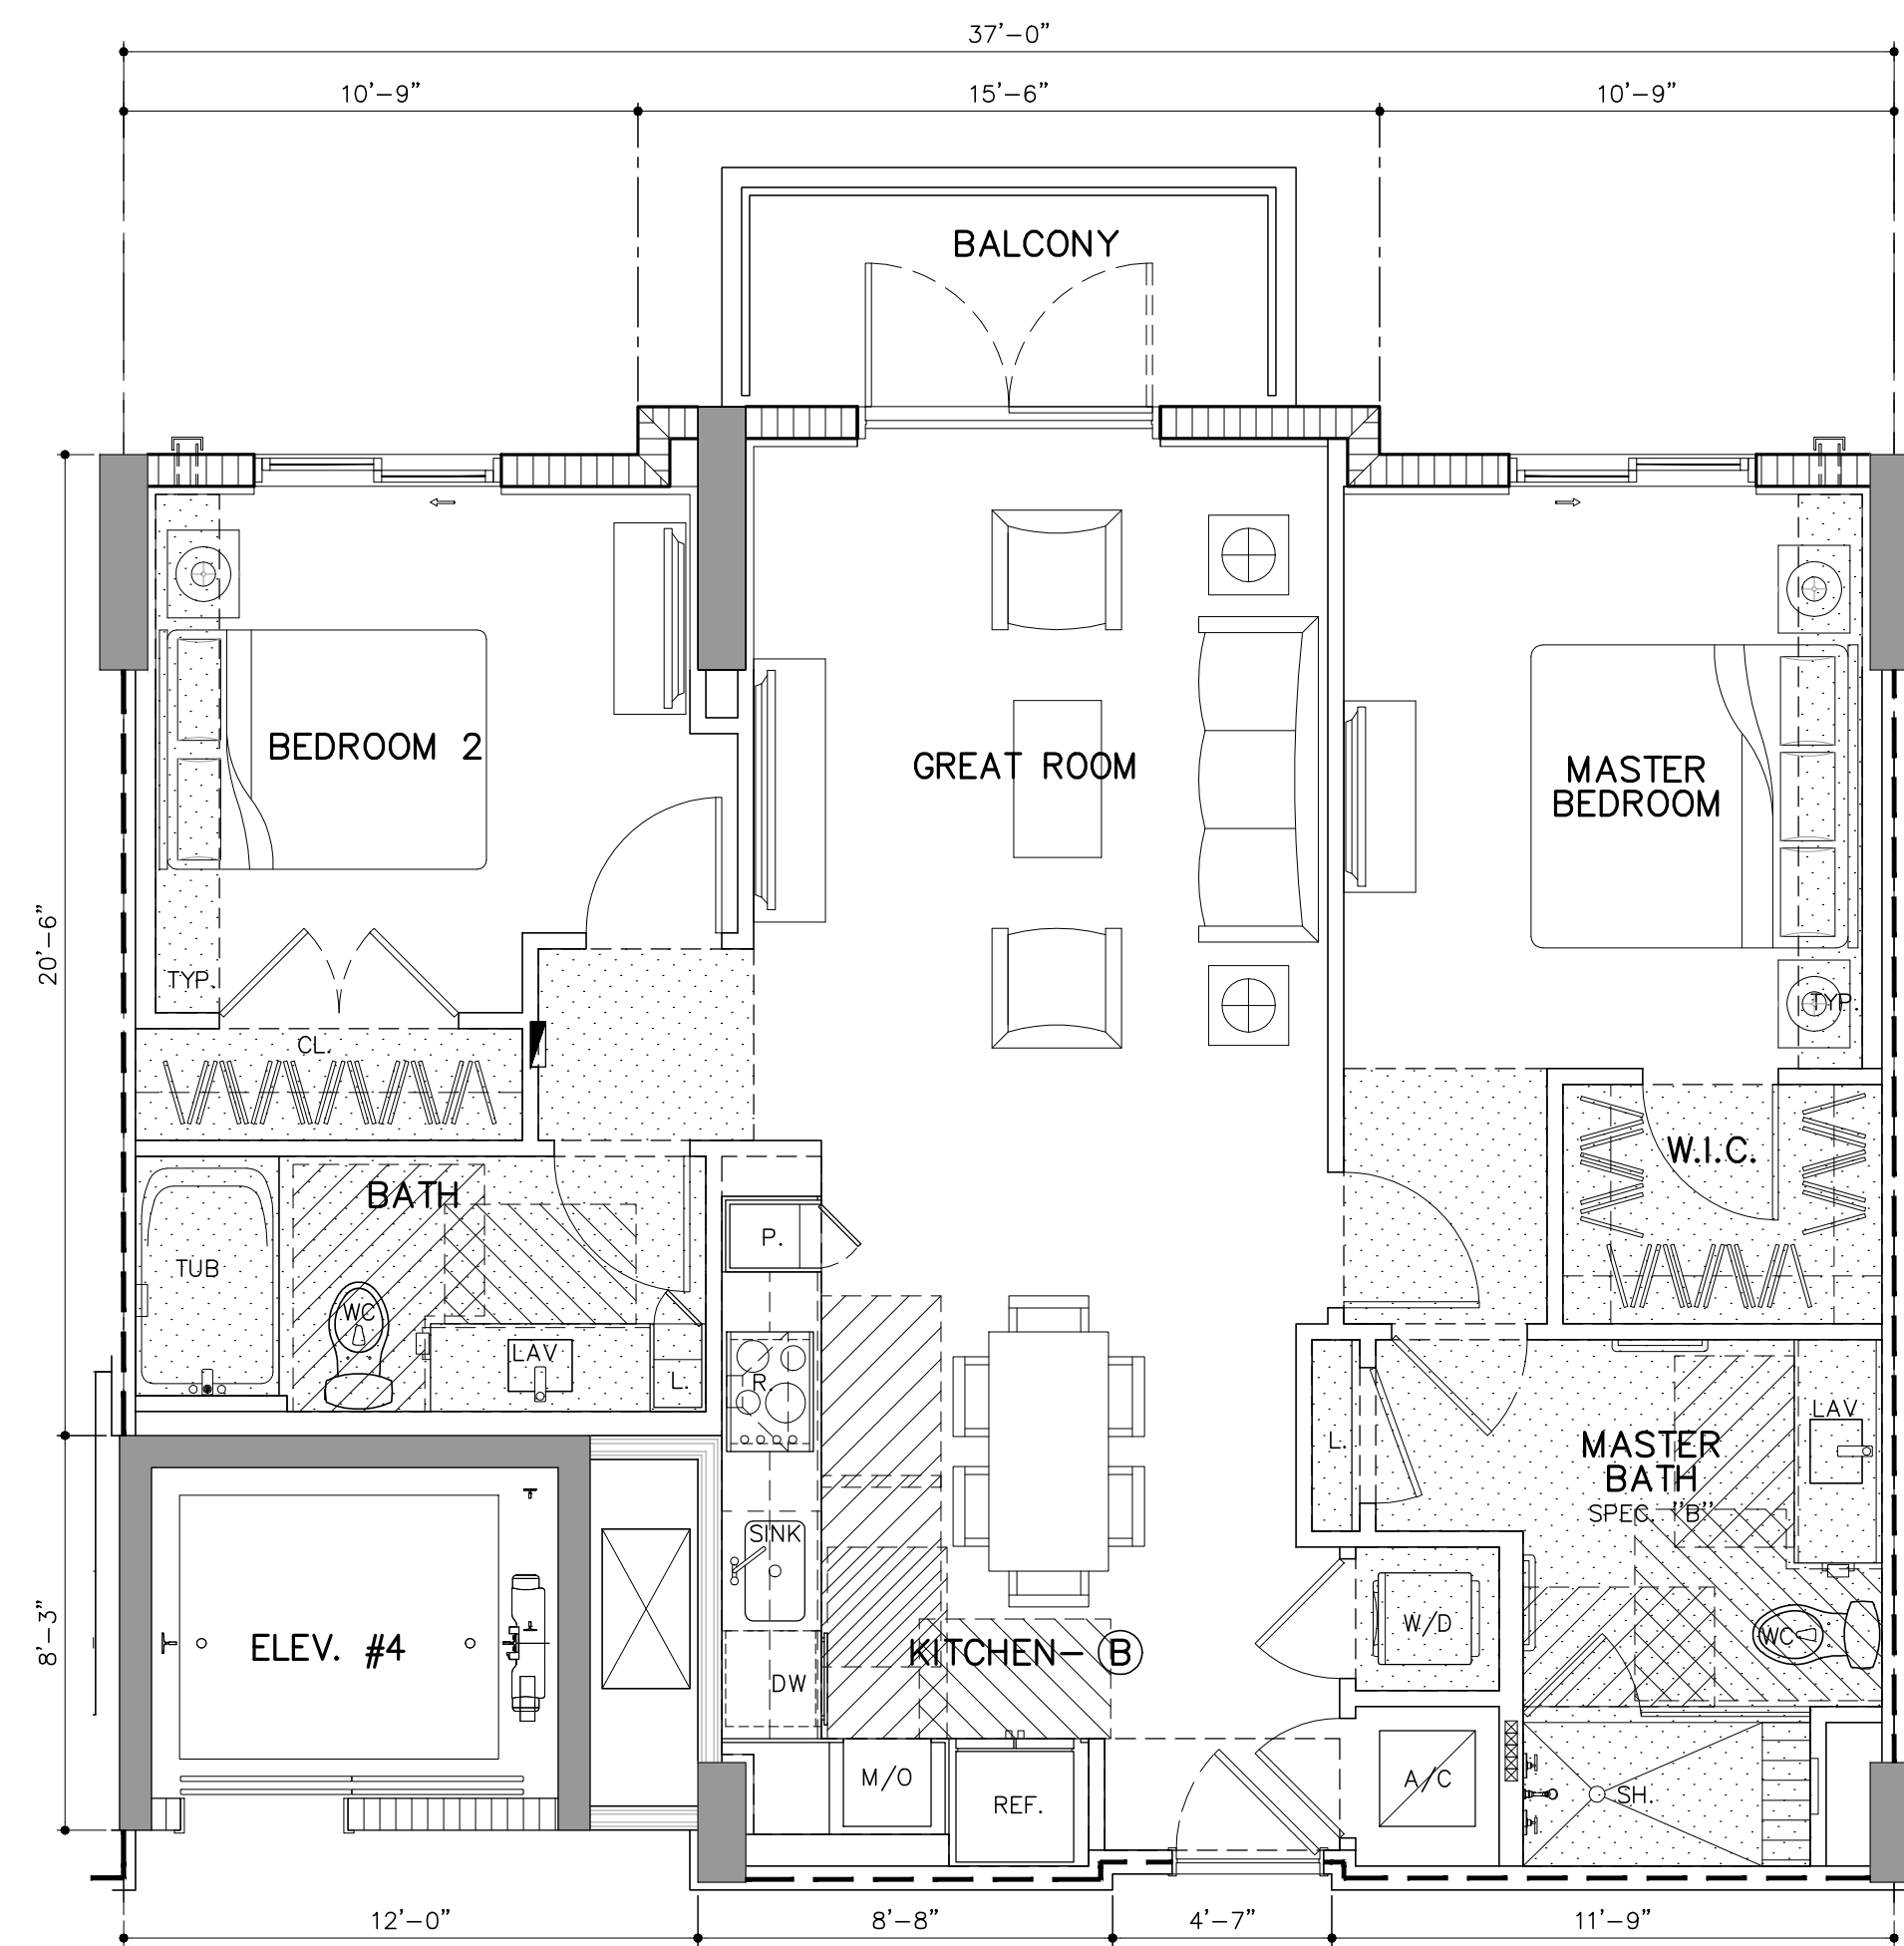 37'-0"
10'-9"
15'-6"
10'-9"
BALCONY
BEDROOM 2
GREAT ROOM
MASTER
BEDROOM
20'-6"
TYP.
TYP.
CL.
W.I.C.
BATH
P.
TUB
WC
LAV
L.
R.
L.
LAV
MASTER
BATH
SPEC. "B"
SINK
8'-3"
ELEV. #4
KITCHEN- B
W/D
WC
DW
M/O
REF.
A/C
SH.
12'-0"
8'-8"
4'-7"
11'-9"